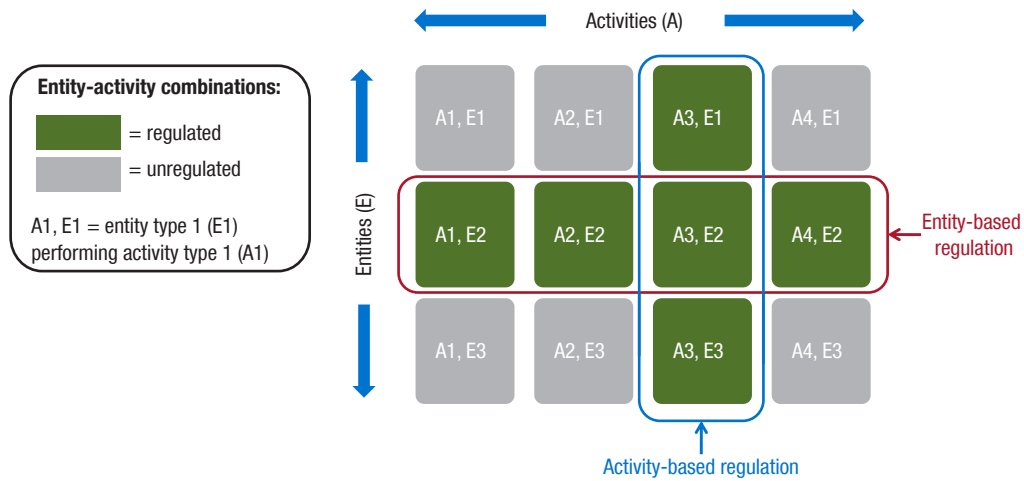 Activities (A)
Entity-activity combinations:
= regulated
= unregulated
A1, E1 = entity type 1 (E1)
performing activity type 1 (A1)
Entities (E)
A1, E1
A2, E1
A3, E1
A4, E1
A1, E2
A2, E2
A3, E2
A4, E2
Entity-based
regulation
A1, E3
A2, E3
A3, E3
A4, E3
Activity-based regulation